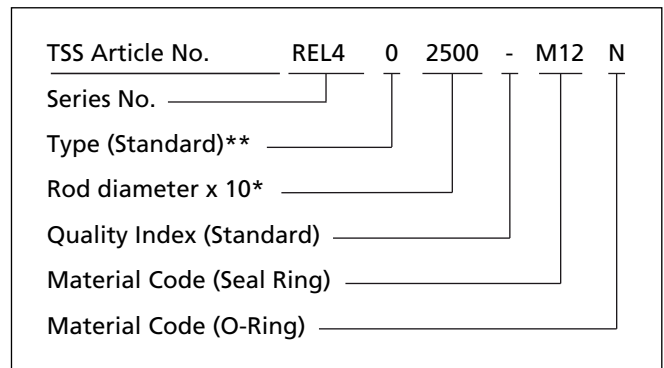 TSS Article No. REL4 0 2500 - M12 N
Series No.
Type (Standard)**
Rod diameter x 10*
Quality Index (Standard)
Material Code (Seal Ring)
Material Code (O-Ring)